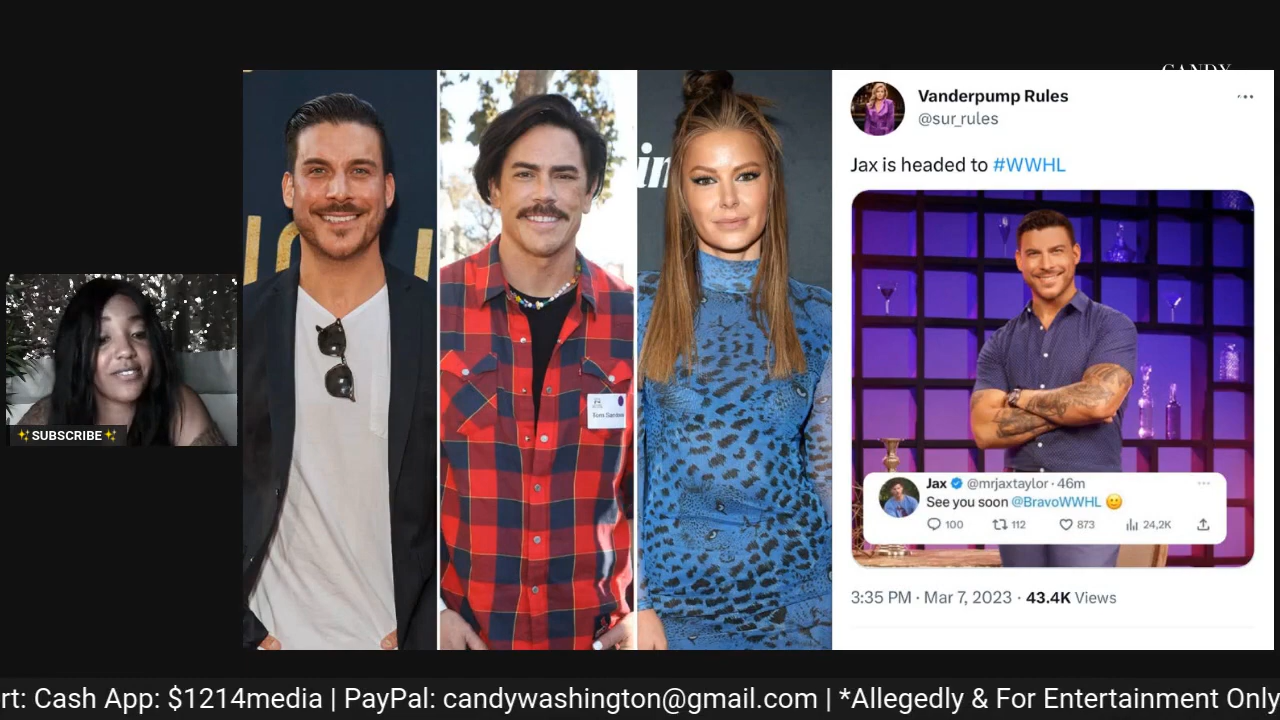 CANDY
Vanderpump Rules
@sur_rules
Jax is headed to #WWHL
Jax @mrjaxtaylor · 46m
See you soon @BravoWWHL 🙂
100 112 873 24,2K
3:35 PM · Mar 7, 2023 · 43.4K Views
✨SUBSCRIBE✨
rt: Cash App: $1214media | PayPal: candywashington@gmail.com | *Allegedly & For Entertainment Only